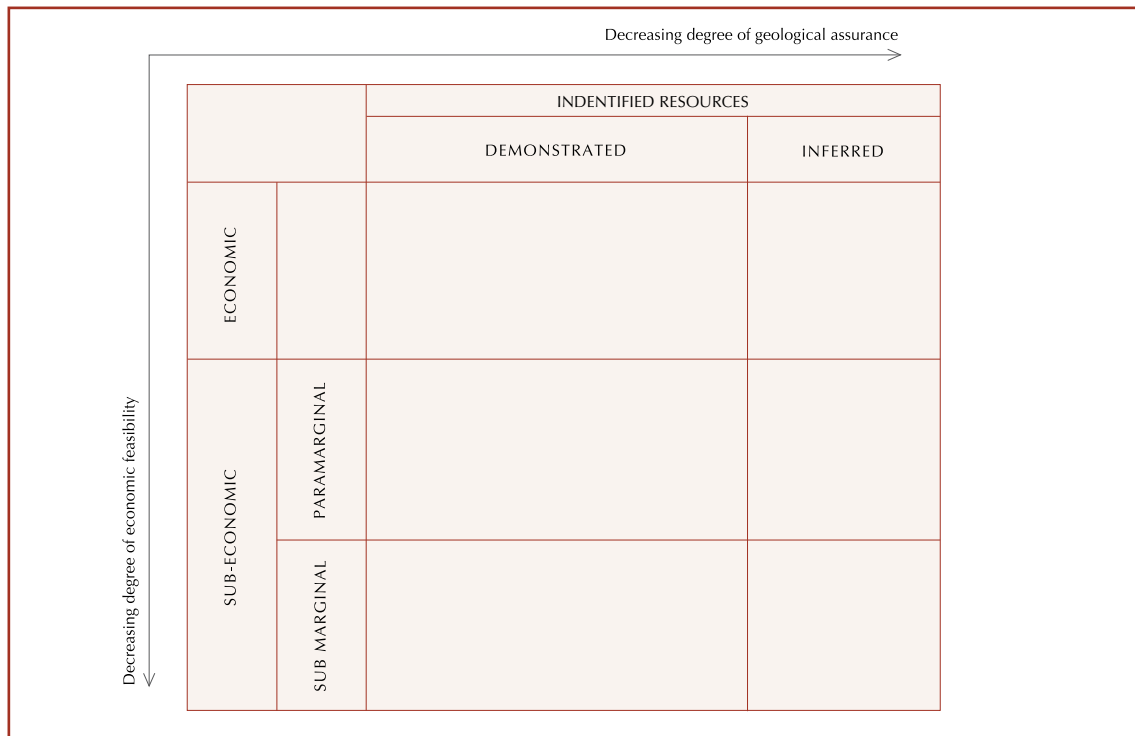 Decreasing degree of geological assurance
INDENTIFIED RESOURCES
DEMONSTRATED
INFERRED
ECONOMIC
Decreasing degree of economic feasibility
SUB-ECONOMIC
PARAMARGINAL
SUB MARGINAL